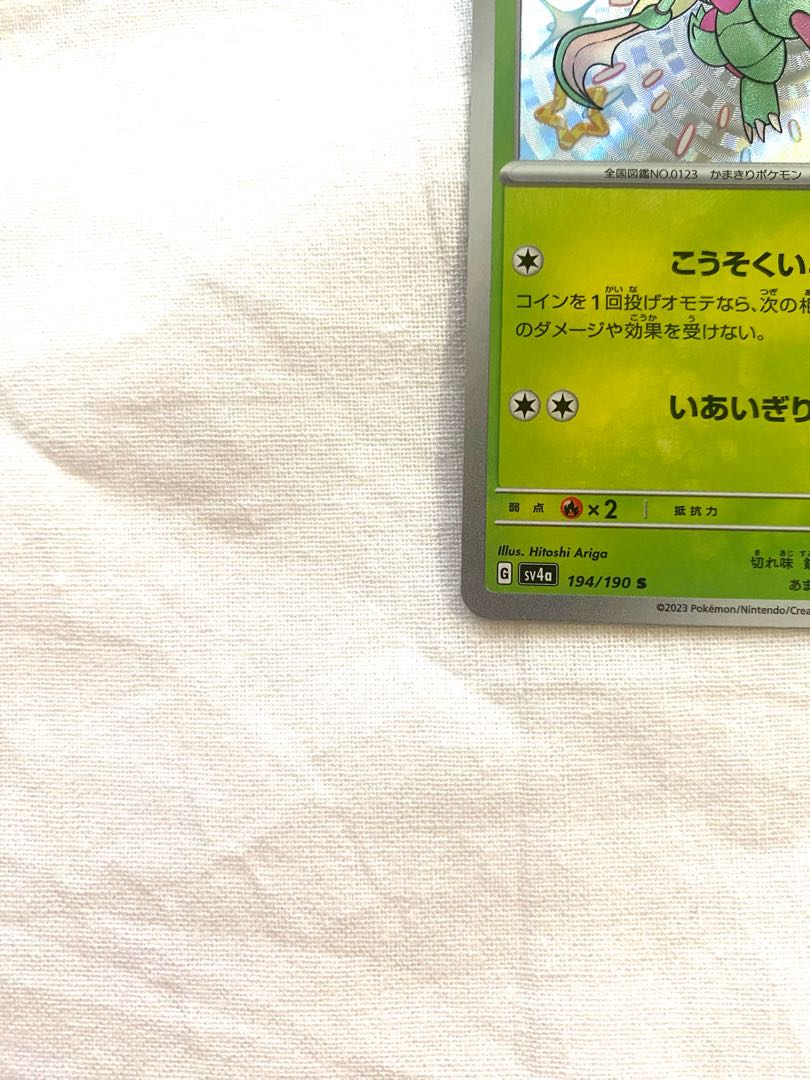 全国図鑑NO.0123 かまきりポケモン
こうそくい
コインを1回投げオモテなら、次の相
のダメージや効果を受けない。
いあいぎり
弱点 ×2 抵抗力
Illus. Hitoshi Ariga
切れ味
G sv4a 194/190 S
あま
©2023 Pokémon/Nintendo/Crea